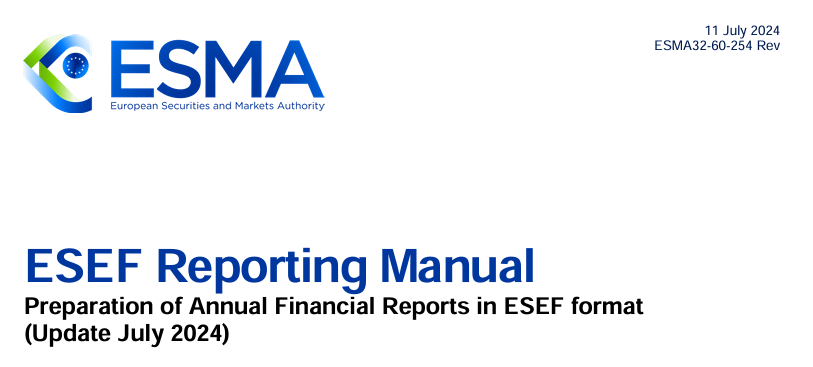 11 July 2024
ESMA32-60-254 Rev
ESMA
European Securities and Markets Authority
ESEF Reporting Manual
Preparation of Annual Financial Reports in ESEF format
(Update July 2024)